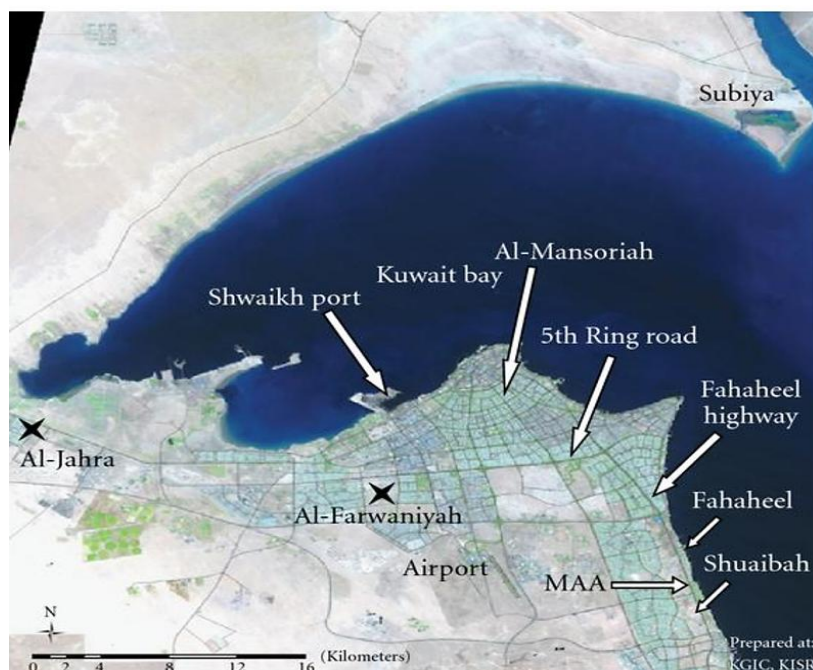 Subiya
Al-Mansoriah
Kuwait bay
Shwaikh port
5th Ring road
Fahaheel
highway
Al-Jahra
Al-Farwaniyah
Fahaheel
Airport
MAA
Shuaibah
N
(Kilometers)
0 2 4 8 12 16
Prepared at:
KGIC, KISR